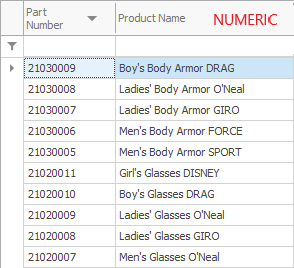 Part Number Product Name NUMERIC
21030009 Boy's Body Armor DRAG
21030008 Ladies' Body Armor O'Neal
21030007 Ladies' Body Armor GIRO
21030006 Men's Body Armor FORCE
21030005 Men's Body Armor SPORT
21020011 Girl's Glasses DISNEY
21020010 Boy's Glasses DRAG
21020009 Ladies' Glasses O'Neal
21020008 Ladies' Glasses GIRO
21020007 Men's Glasses O'Neal